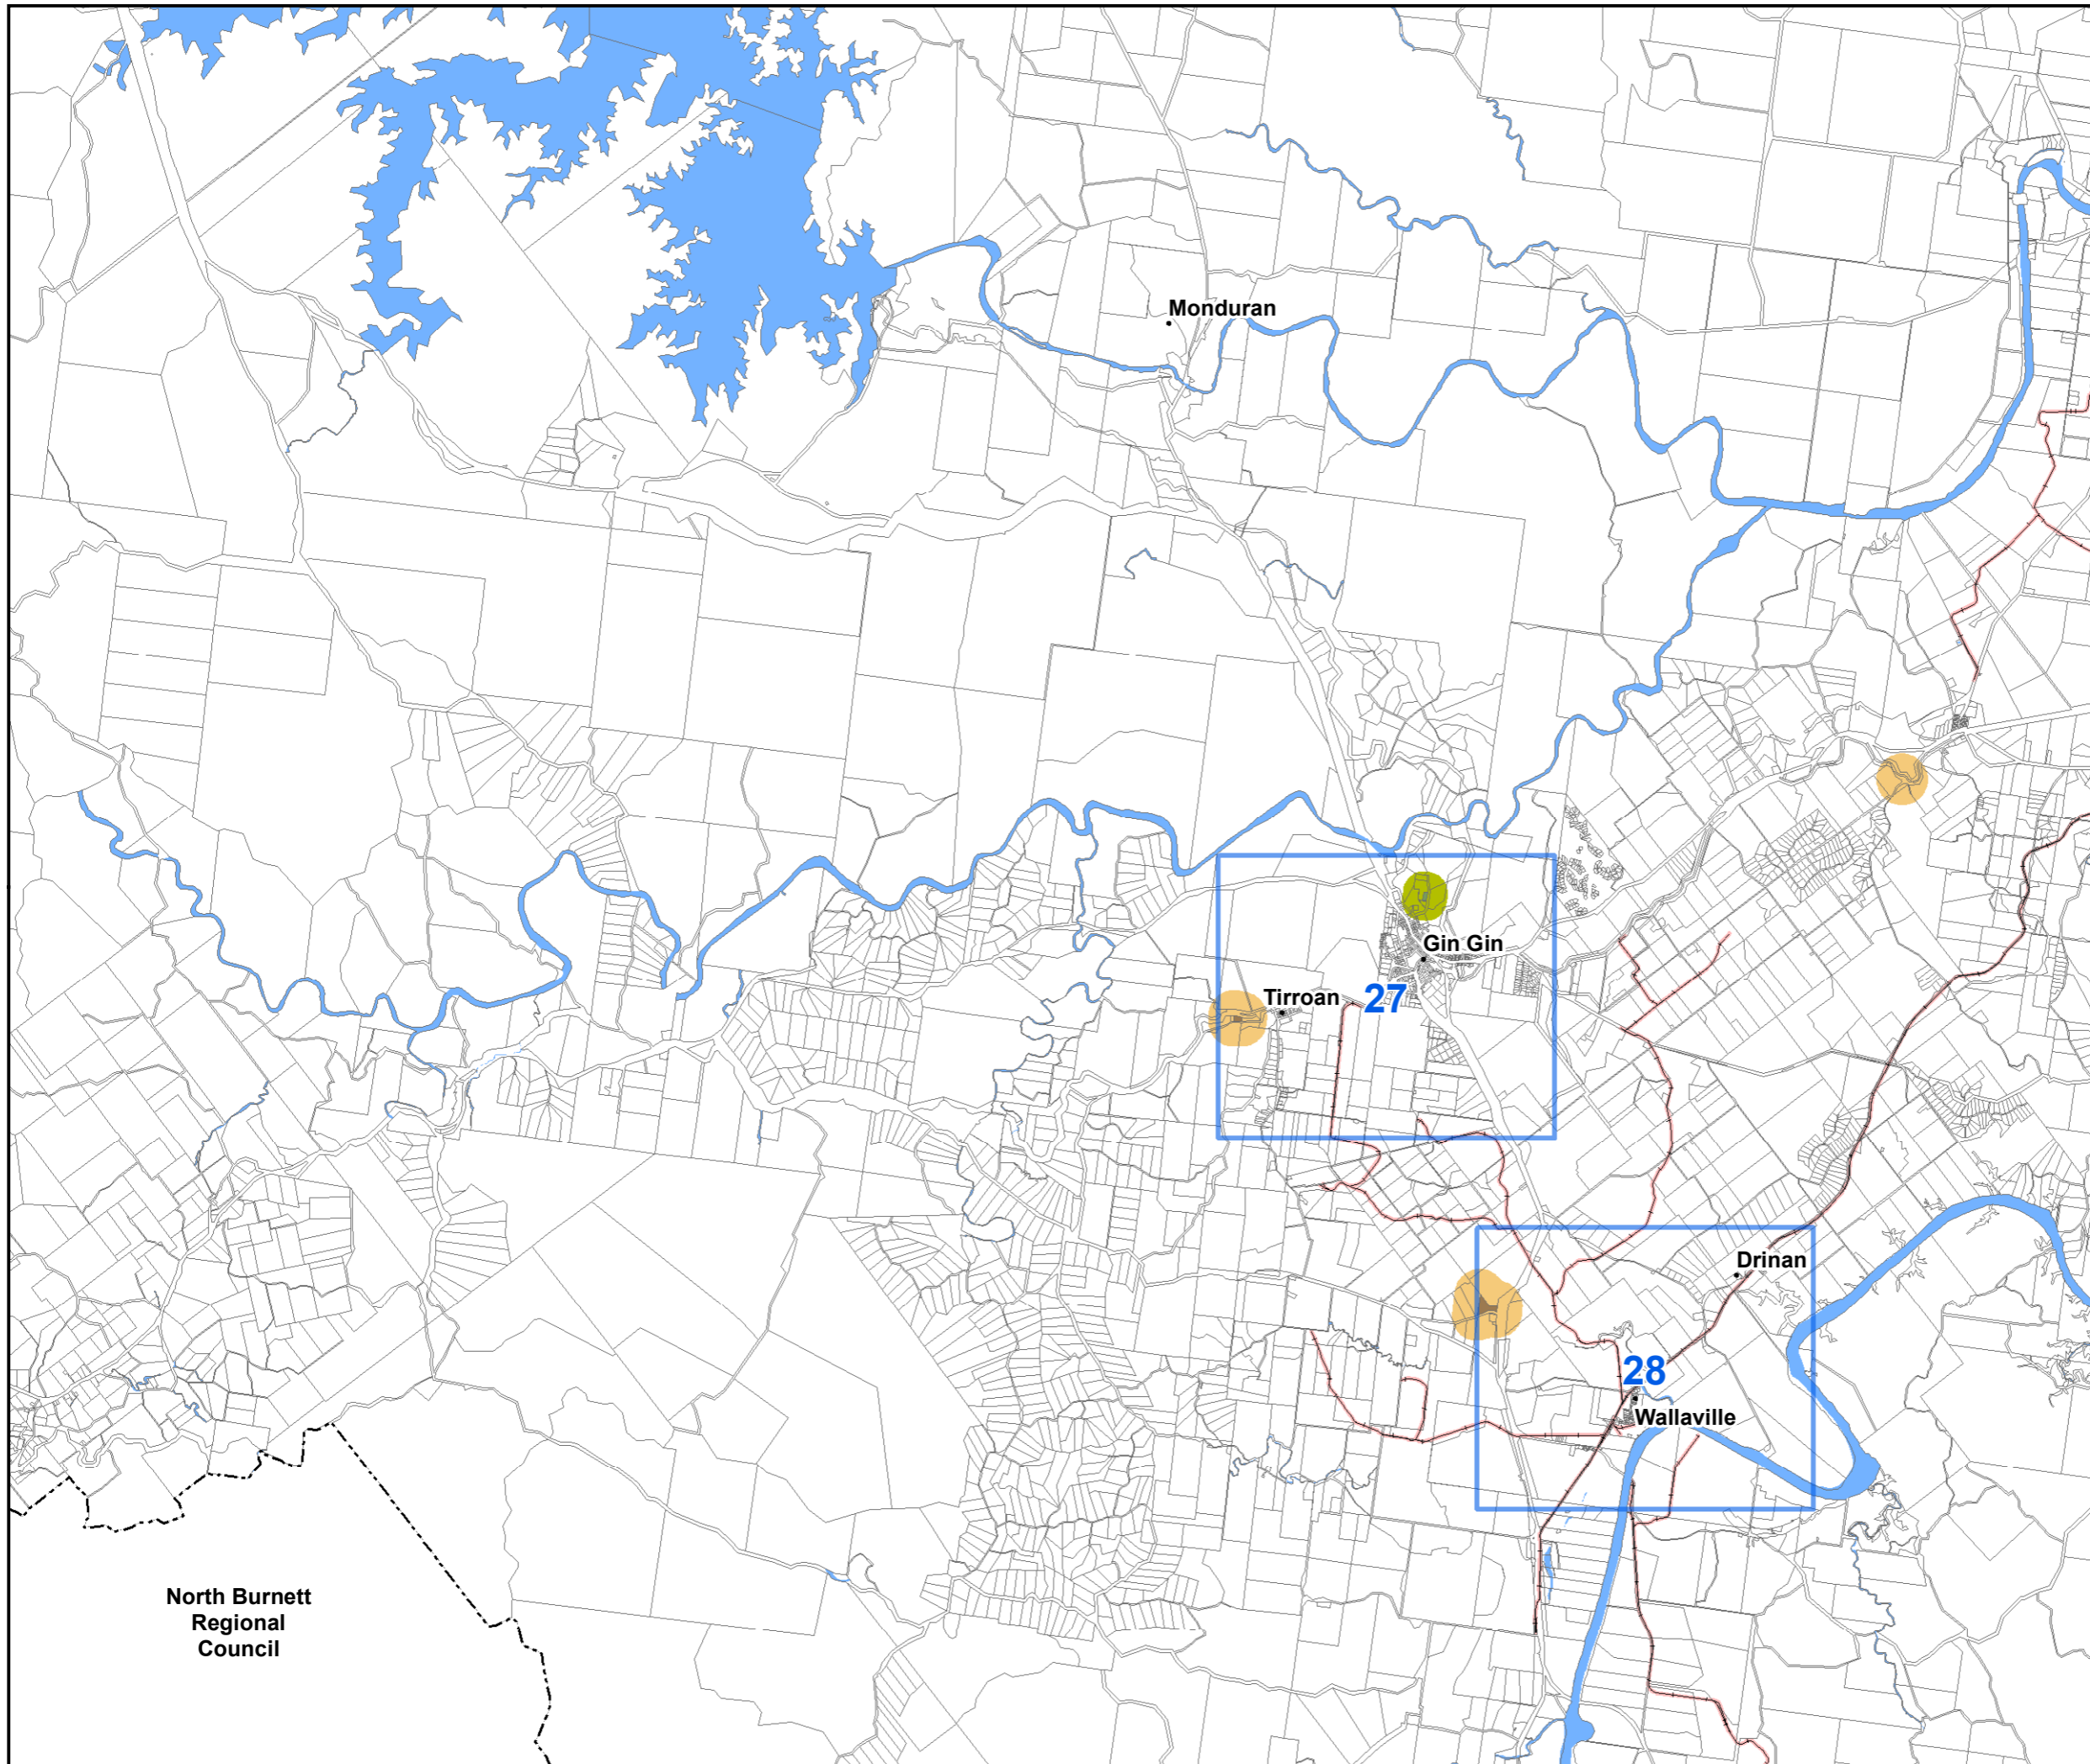 Monduran
Gin Gin
Tirroan
27
Drinan
28
Wallaville
North Burnett
Regional
Council